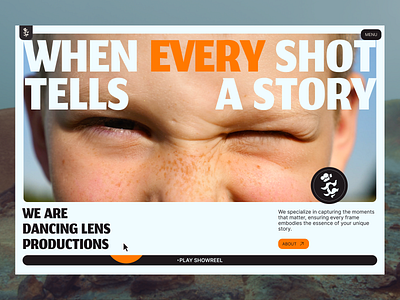 MENU
WHEN EVERY SHOT
TELLS A STORY
WE ARE
DANCING LENS
PRODUCTIONS
We specialize in capturing the moments
that matter, ensuring every frame
embodies the essence of your unique
story.
ABOUT
PLAY SHOWREEL